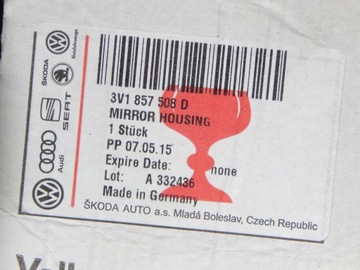 3V1 857 508 D
MIRROR HOUSING
1 Stück
PP 07.05.15
Expire Date: none
Lot: A 332436
Made in Germany
ŠKODA AUTO a.s. Mladá Boleslav, Czech Republic
ŠKODA
SEAT
Audi